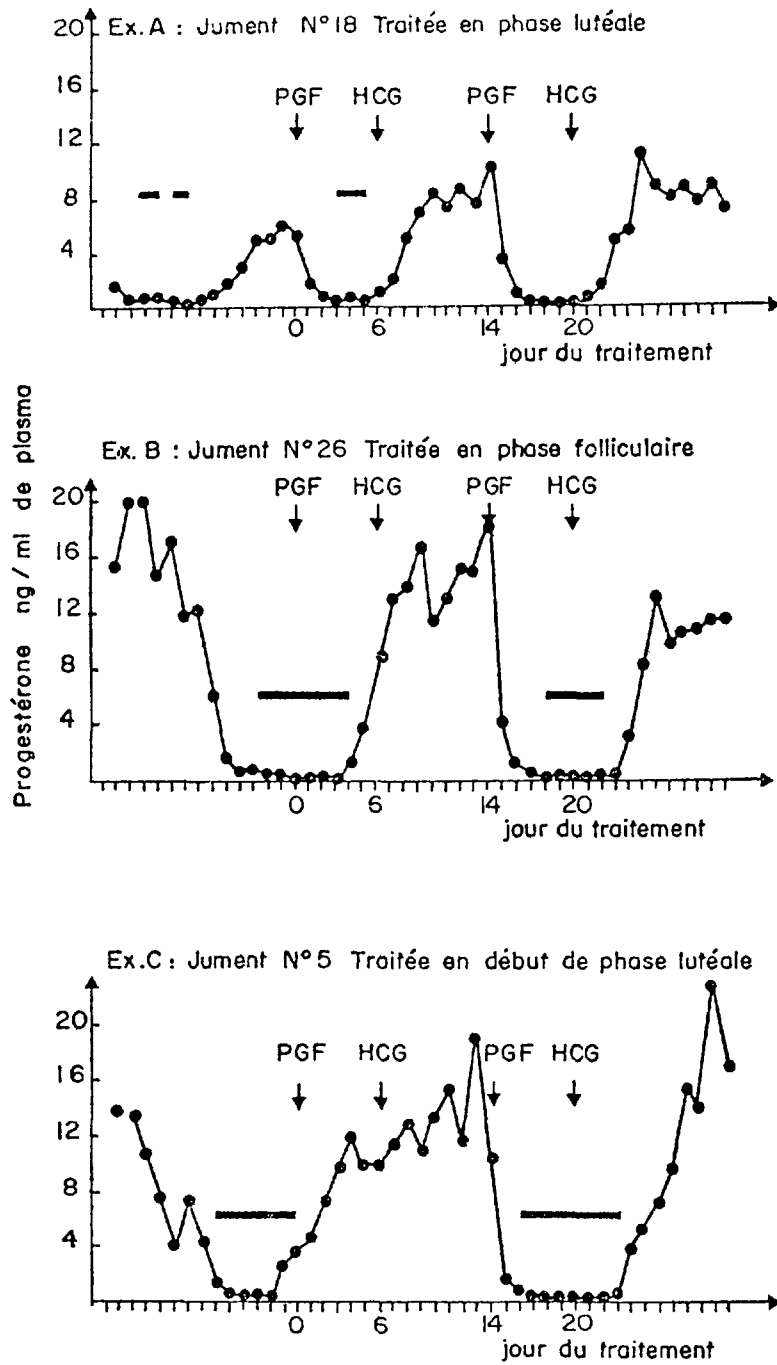 Progestérone ng/ml de plasma
Ex. A : Jument N°18 Traitée en phase lutéale
PGF HCG PGF HCG
20
16
12
8
4
0 6 14 20
jour du traitement
Ex. B : Jument N°26 Traitée en phase folliculaire
PGF HCG PGF HCG
20
16
12
8
4
0 6 14 20
jour du traitement
Ex. C : Jument N°5 Traitée en début de phase lutéale
PGF HCG PGF HCG
20
16
12
8
4
0 6 14 20
jour du traitement